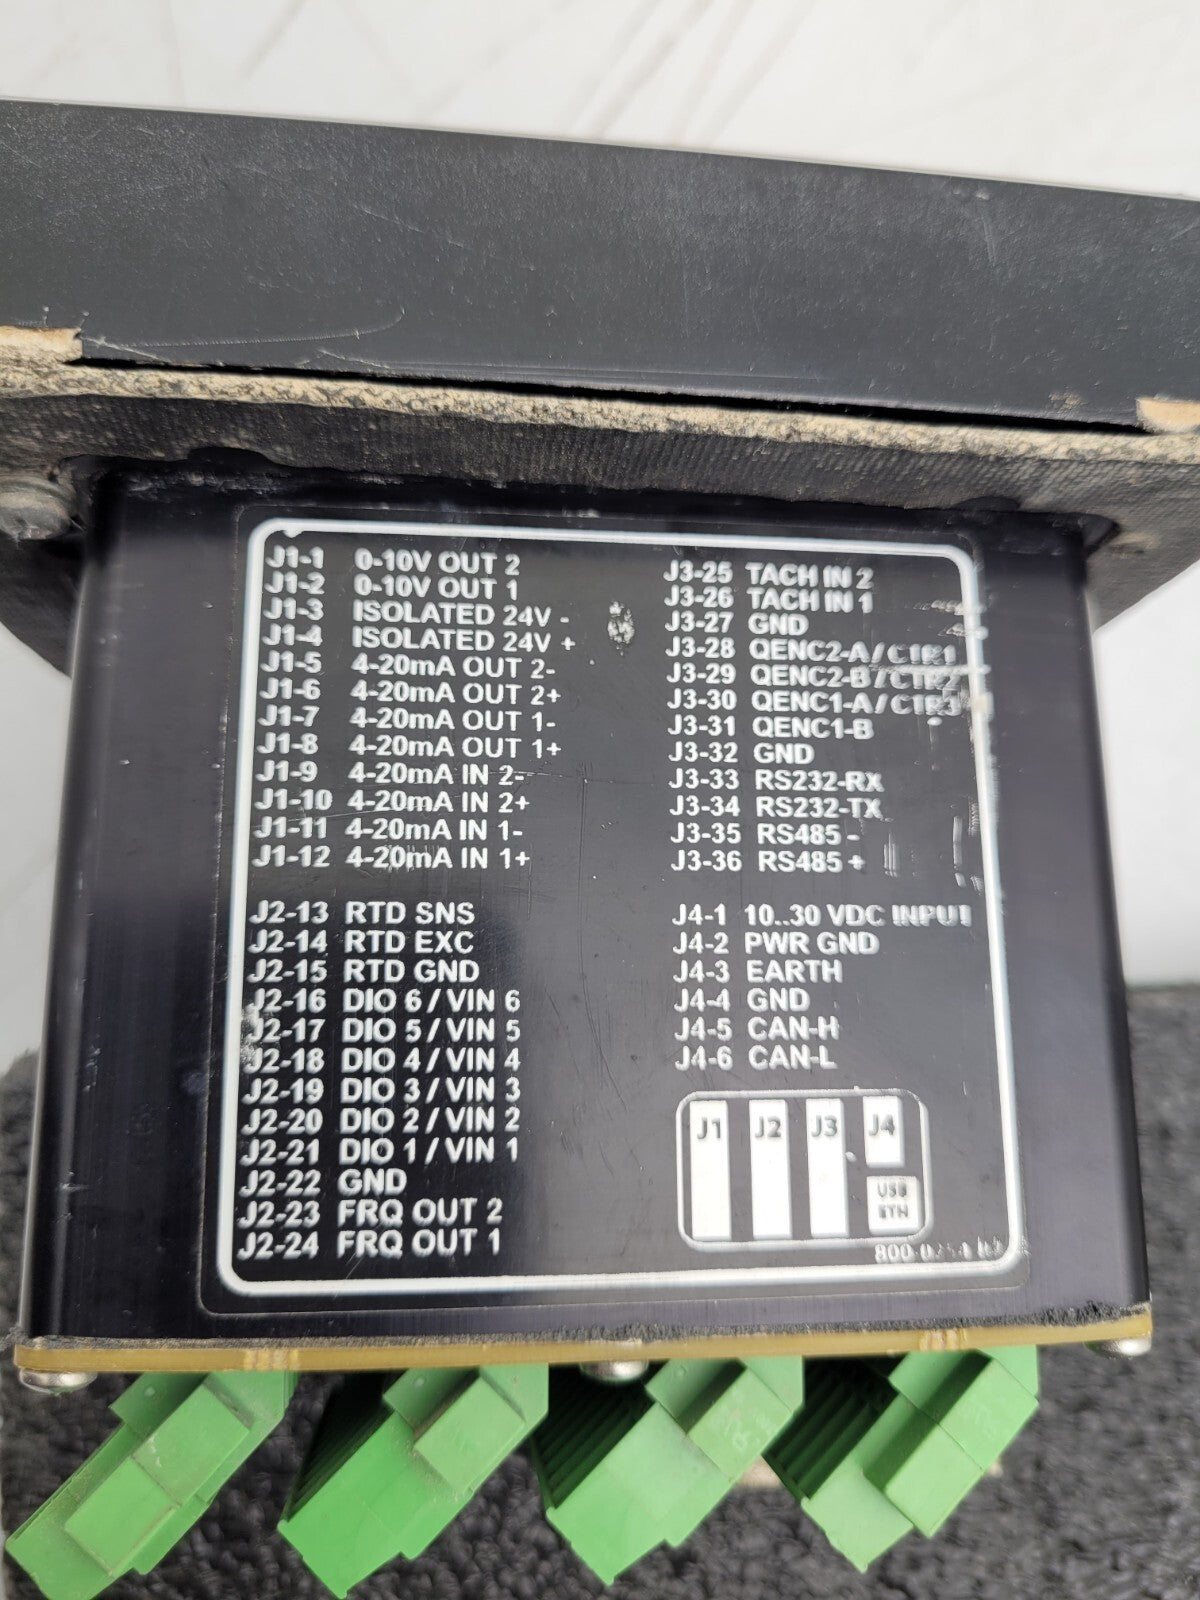 J1-1 0-10V OUT 2
J1-2 0-10V OUT 1
J1-3 ISOLATED 24V -
J1-4 ISOLATED 24V +
J1-5 4-20mA OUT 2-
J1-6 4-20mA OUT 2+
J1-7 4-20mA OUT 1-
J1-8 4-20mA OUT 1+
J1-9 4-20mA IN 2-
J1-10 4-20mA IN 2+
J1-11 4-20mA IN 1-
J1-12 4-20mA IN 1+
J2-13 RTD SNS
J2-14 RTD EXC
J2-15 RTD GND
J2-16 DIO 6 / VIN 6
J2-17 DIO 5 / VIN 5
J2-18 DIO 4 / VIN 4
J2-19 DIO 3 / VIN 3
J2-20 DIO 2 / VIN 2
J2-21 DIO 1 / VIN 1
J2-22 GND
J2-23 FRQ OUT 2
J2-24 FRQ OUT 1
J3-25 TACH IN 2
J3-26 TACH IN 1
J3-27 GND
J3-28 QENC2-A / CTR1
J3-29 QENC2-B / CTR2
J3-30 QENC1-A / CTR3
J3-31 QENC1-B
J3-32 GND
J3-33 RS232-RX
J3-34 RS232-TX
J3-35 RS485 -
J3-36 RS485 +
J4-1 10..30 VDC INPUT
J4-2 PWR GND
J4-3 EARTH
J4-4 GND
J4-5 CAN-H
J4-6 CAN-L
J1 J2 J3 J4
USB
ETH